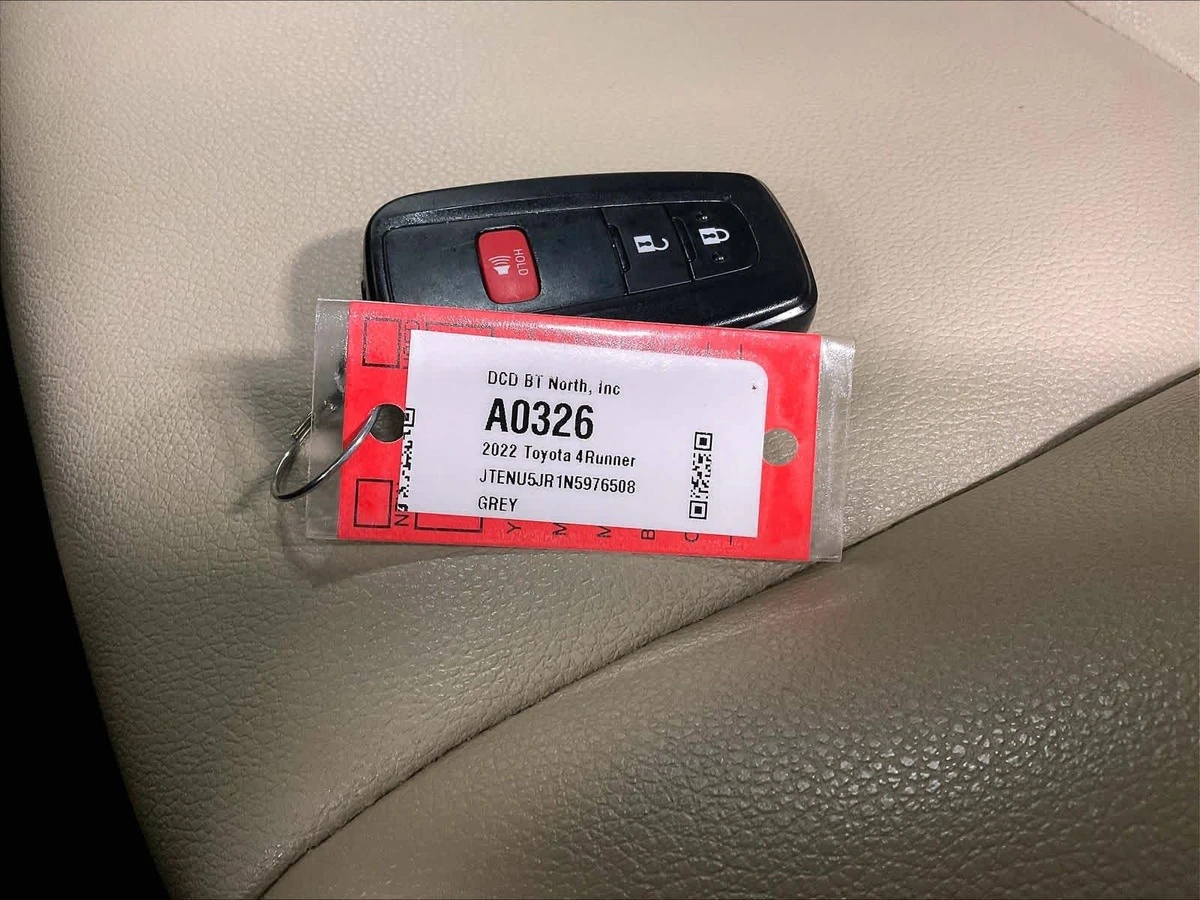 HOLD
DCD BT North, Inc
A0326
2022 Toyota 4Runner
JTENU5JR1N5976508
GREY